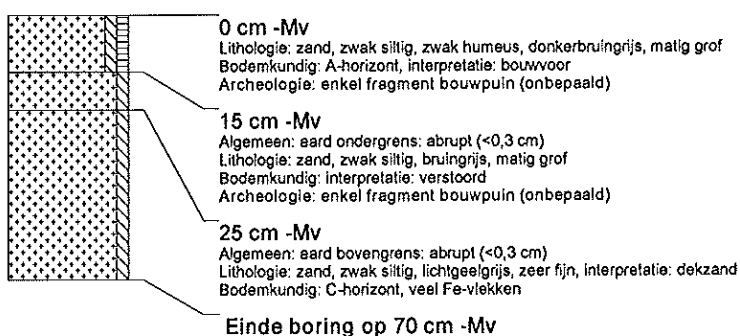 0 cm -Mv
Lithologie: zand, zwak siltig, zwak humeus, donkerbruingrijs, matig grof
Bodemkundig: A-horizont, interpretatie: bouwvoor
Archeologie: enkel fragment bouwpuin (onbepaald)
15 cm -Mv
Algemeen: aard ondergrens: abrupt (<0,3 cm)
Lithologie: zand, zwak siltig, bruingrijs, matig grof
Bodemkundig: interpretatie: verstoord
Archeologie: enkel fragment bouwpuin (onbepaald)
25 cm -Mv
Algemeen: aard bovengrens: abrupt (<0,3 cm)
Lithologie: zand, zwak siltig, lichtgeelgrijs, zeer fijn, interpretatie: dekzand
Bodemkundig: C-horizont, veel Fe-vlekken
Einde boring op 70 cm -Mv